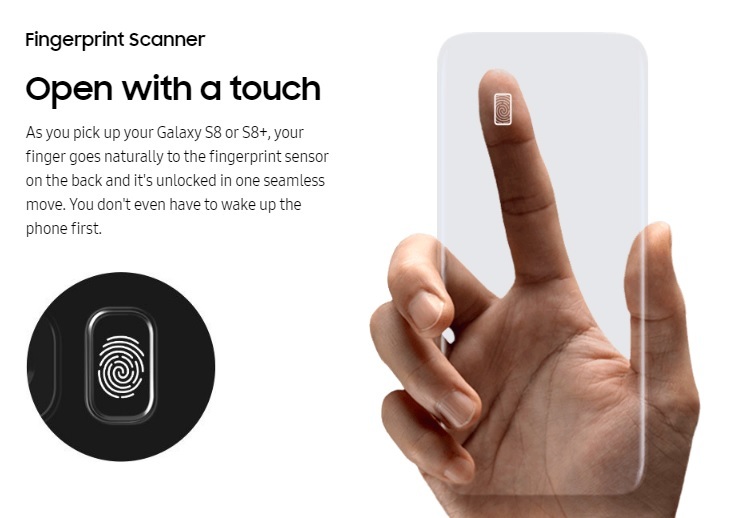 Fingerprint Scanner
Open with a touch
As you pick up your Galaxy S8 or S8+, your
finger goes naturally to the fingerprint sensor
on the back and it's unlocked in one seamless
move. You don't even have to wake up the
phone first.